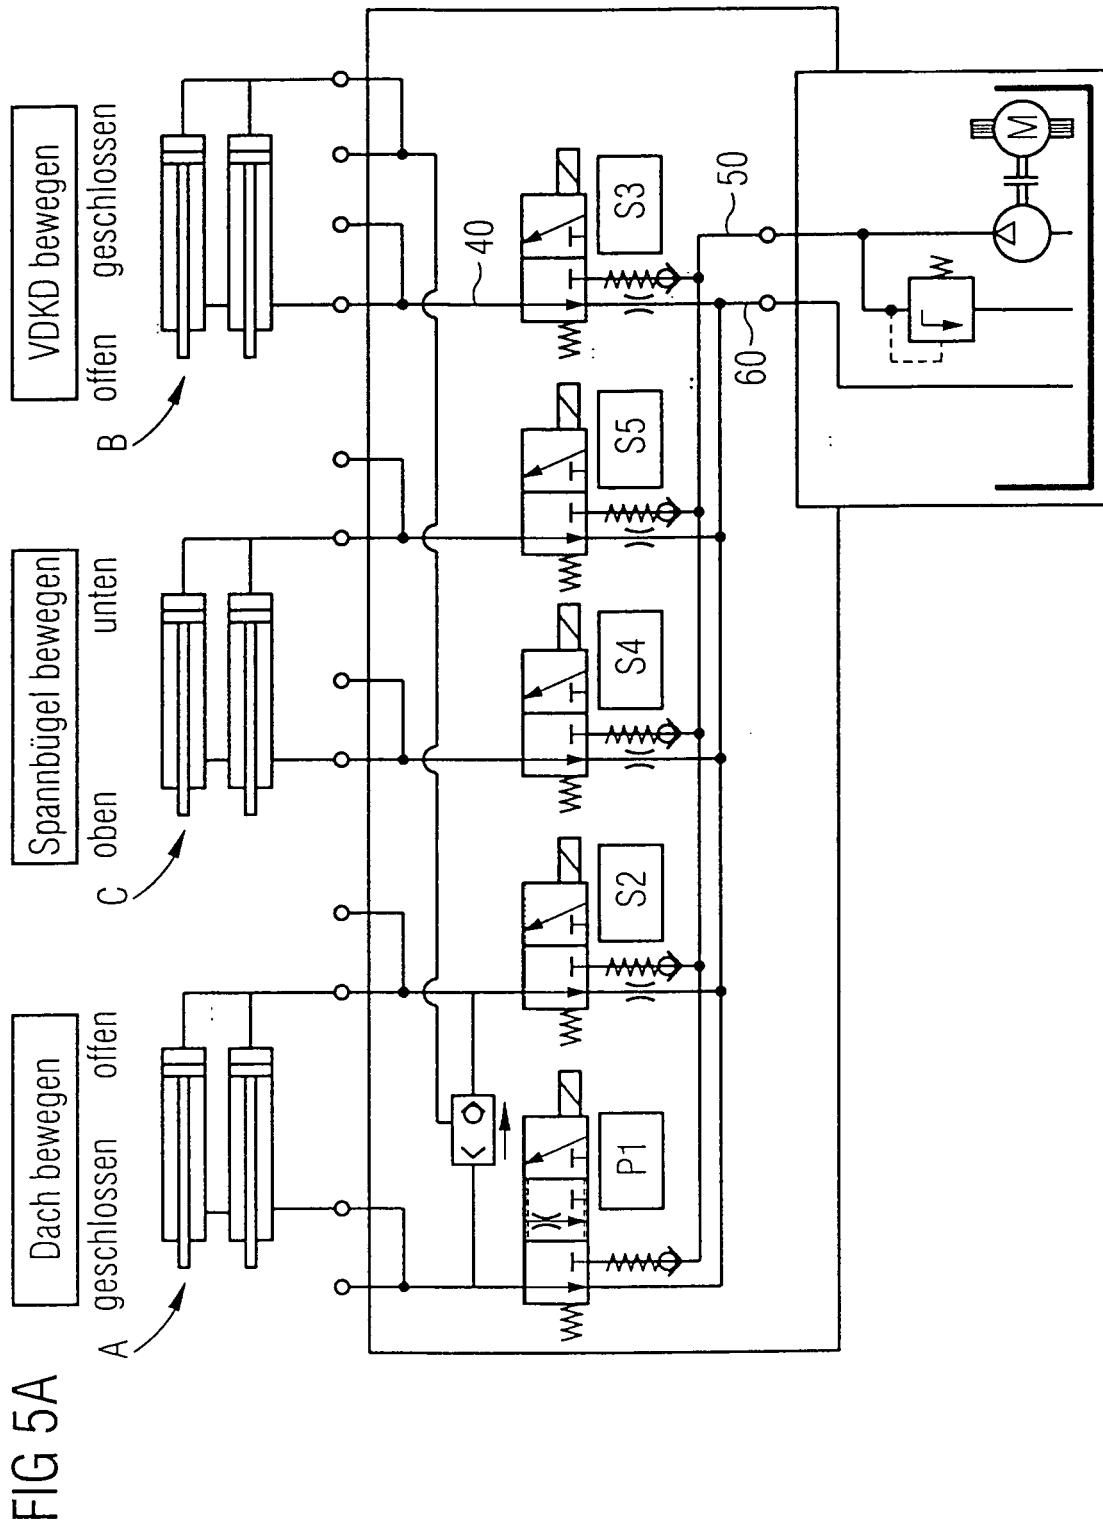 FIG 5A
Dach bewegen
geschlossen offen
A
Spannbügel bewegen
oben unten
C
VDKD bewegen
offen geschlossen
B
40
P1
S2
S4
S5
S3
50
60
M